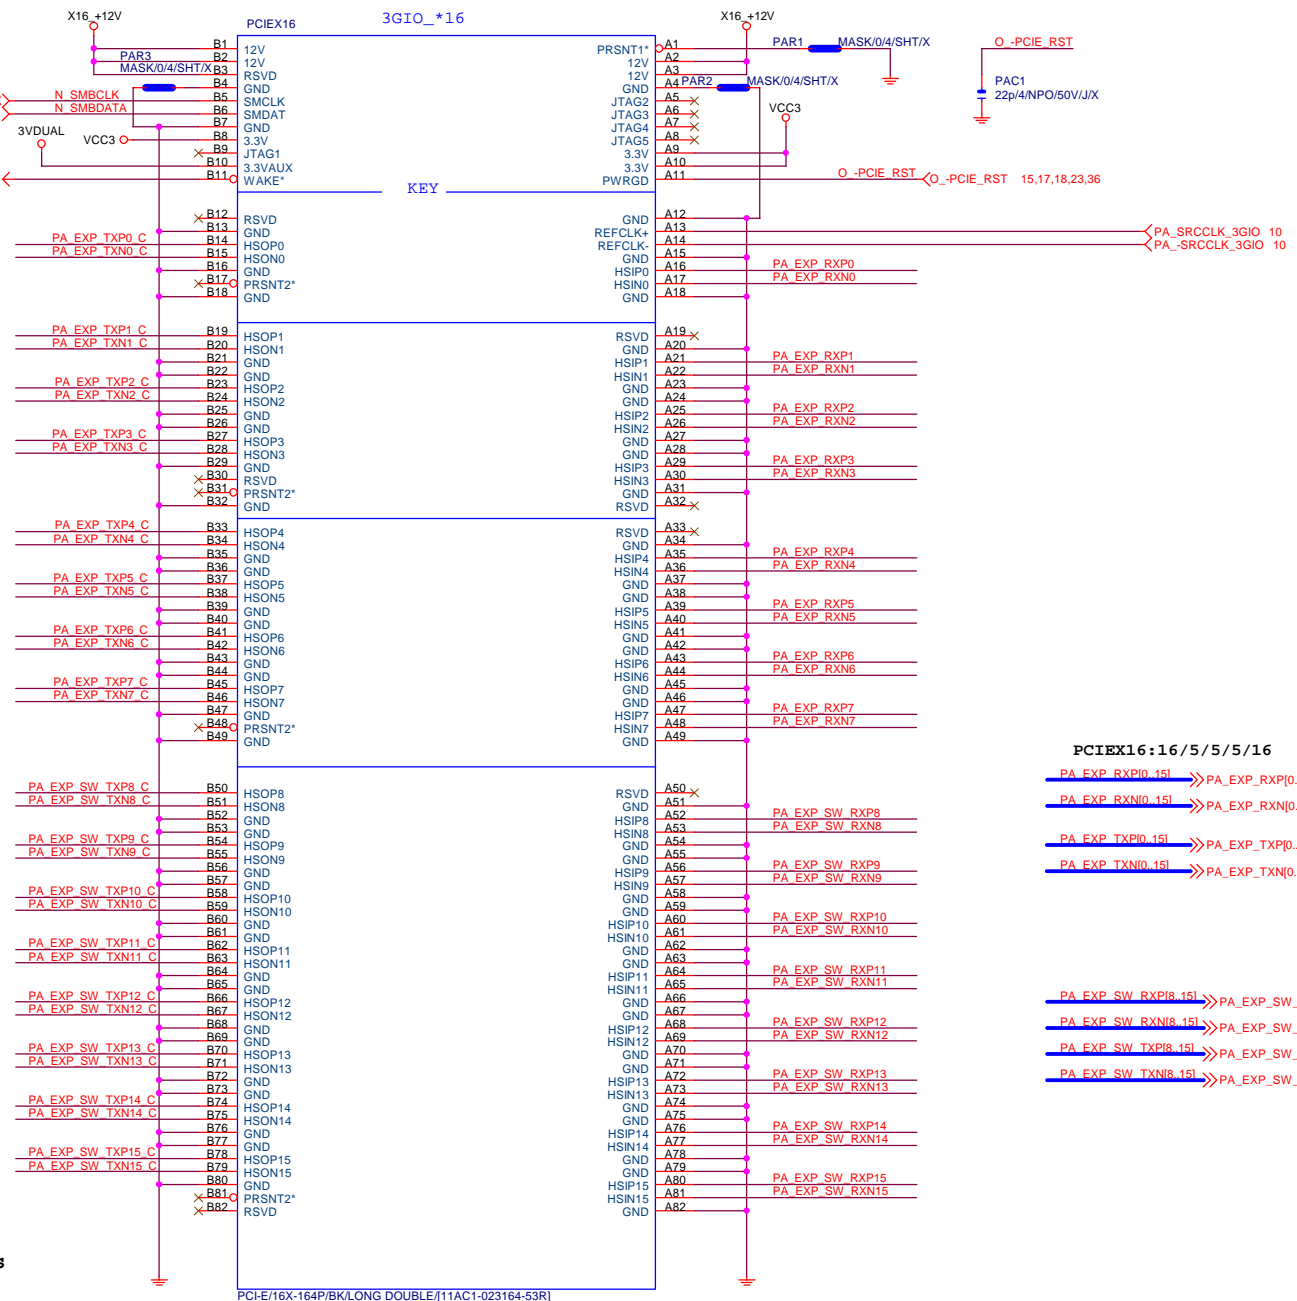 X16_+12V
PCIEX16
3GIO_*16
X16_+12V
PAR3
MASK/0/4/SHT/X
PAR1
MASK/0/4/SHT/X
PAR2
MASK/0/4/SHT/X
O_-PCIE_RST
PAC1
22p/4/NPO/50V/J/X
N_SMBCLK
N_SMBDATA
3VDUAL
VCC3
VCC3
B1 12V
B2 12V
B3 RSVD
B4 GND
B5 SMCLK
B6 SMDAT
B7 GND
B8 3.3V
B9 JTAG1
B10 3.3VAUX
B11 WAKE*
PRSNT1* A1
12V A2
12V A3
GND A4
JTAG2 A5
JTAG3 A6
JTAG4 A7
JTAG5 A8
3.3V A9
3.3V A10
PWRGD A11
O_-PCIE_RST
O_-PCIE_RST 15,17,18,23,36
KEY
B12 RSVD
B13 GND
PA_EXP_TXP0_C B14 HSOP0
PA_EXP_TXN0_C B15 HSON0
B16 GND
B17 PRSNT2*
B18 GND
GND A12
REFCLK+ A13 PA_SRCCLK_3GIO 10
REFCLK- A14 PA_-SRCCLK_3GIO 10
GND A15
HSIP0 A16 PA_EXP_RXP0
HSIN0 A17 PA_EXP_RXN0
GND A18
PA_EXP_TXP1_C B19 HSOP1
PA_EXP_TXN1_C B20 HSON1
B21 GND
B22 GND
PA_EXP_TXP2_C B23 HSOP2
PA_EXP_TXN2_C B24 HSON2
B25 GND
B26 GND
PA_EXP_TXP3_C B27 HSOP3
PA_EXP_TXN3_C B28 HSON3
B29 GND
B30 RSVD
B31 PRSNT2*
B32 GND
RSVD A19
GND A20
HSIP1 A21 PA_EXP_RXP1
HSIN1 A22 PA_EXP_RXN1
GND A23
GND A24
HSIP2 A25 PA_EXP_RXP2
HSIN2 A26 PA_EXP_RXN2
GND A27
GND A28
HSIP3 A29 PA_EXP_RXP3
HSIN3 A30 PA_EXP_RXN3
GND A31
RSVD A32
PA_EXP_TXP4_C B33 HSOP4
PA_EXP_TXN4_C B34 HSON4
B35 GND
B36 GND
PA_EXP_TXP5_C B37 HSOP5
PA_EXP_TXN5_C B38 HSON5
B39 GND
B40 GND
PA_EXP_TXP6_C B41 HSOP6
PA_EXP_TXN6_C B42 HSON6
B43 GND
B44 GND
PA_EXP_TXP7_C B45 HSOP7
PA_EXP_TXN7_C B46 HSON7
B47 GND
B48 PRSNT2*
B49 GND
RSVD A33
GND A34
HSIP4 A35 PA_EXP_RXP4
HSIN4 A36 PA_EXP_RXN4
GND A37
GND A38
HSIP5 A39 PA_EXP_RXP5
HSIN5 A40 PA_EXP_RXN5
GND A41
GND A42
HSIP6 A43 PA_EXP_RXP6
HSIN6 A44 PA_EXP_RXN6
GND A45
GND A46
HSIP7 A47 PA_EXP_RXP7
HSIN7 A48 PA_EXP_RXN7
GND A49
PA_EXP_SW_TXP8_C B50 HSOP8
PA_EXP_SW_TXN8_C B51 HSON8
B52 GND
B53 GND
PA_EXP_SW_TXP9_C B54 HSOP9
PA_EXP_SW_TXN9_C B55 HSON9
B56 GND
B57 GND
PA_EXP_SW_TXP10_C B58 HSOP10
PA_EXP_SW_TXN10_C B59 HSON10
B60 GND
B61 GND
PA_EXP_SW_TXP11_C B62 HSOP11
PA_EXP_SW_TXN11_C B63 HSON11
B64 GND
B65 GND
PA_EXP_SW_TXP12_C B66 HSOP12
PA_EXP_SW_TXN12_C B67 HSON12
B68 GND
B69 GND
PA_EXP_SW_TXP13_C B70 HSOP13
PA_EXP_SW_TXN13_C B71 HSON13
B72 GND
B73 GND
PA_EXP_SW_TXP14_C B74 HSOP14
PA_EXP_SW_TXN14_C B75 HSON14
B76 GND
B77 GND
PA_EXP_SW_TXP15_C B78 HSOP15
PA_EXP_SW_TXN15_C B79 HSON15
B80 GND
B81 PRSNT2*
B82 RSVD
RSVD A50
GND A51
HSIP8 A52 PA_EXP_SW_RXP8
HSIN8 A53 PA_EXP_SW_RXN8
GND A54
GND A55
HSIP9 A56 PA_EXP_SW_RXP9
HSIN9 A57 PA_EXP_SW_RXN9
GND A58
GND A59
HSIP10 A60 PA_EXP_SW_RXP10
HSIN10 A61 PA_EXP_SW_RXN10
GND A62
GND A63
HSIP11 A64 PA_EXP_SW_RXP11
HSIN11 A65 PA_EXP_SW_RXN11
GND A66
GND A67
HSIP12 A68 PA_EXP_SW_RXP12
HSIN12 A69 PA_EXP_SW_RXN12
GND A70
GND A71
HSIP13 A72 PA_EXP_SW_RXP13
HSIN13 A73 PA_EXP_SW_RXN13
GND A74
GND A75
HSIP14 A76 PA_EXP_SW_RXP14
HSIN14 A77 PA_EXP_SW_RXN14
GND A78
GND A79
HSIP15 A80 PA_EXP_SW_RXP15
HSIN15 A81 PA_EXP_SW_RXN15
GND A82
PCIEX16:16/5/5/5/16
PA_EXP_RXP[0..15] PA_EXP_RXP[0.
PA_EXP_RXN[0..15] PA_EXP_RXN[0.
PA_EXP_TXP[0..15] PA_EXP_TXP[0.
PA_EXP_TXN[0..15] PA_EXP_TXN[0.
PA_EXP_SW_RXP[8..15] PA_EXP_SW_
PA_EXP_SW_RXN[8..15] PA_EXP_SW_
PA_EXP_SW_TXP[8..15] PA_EXP_SW_
PA_EXP_SW_TXN[8..15] PA_EXP_SW_
s
PCI-E/16X-164P/BK/LONG DOUBLE/[11AC1-023164-53R]